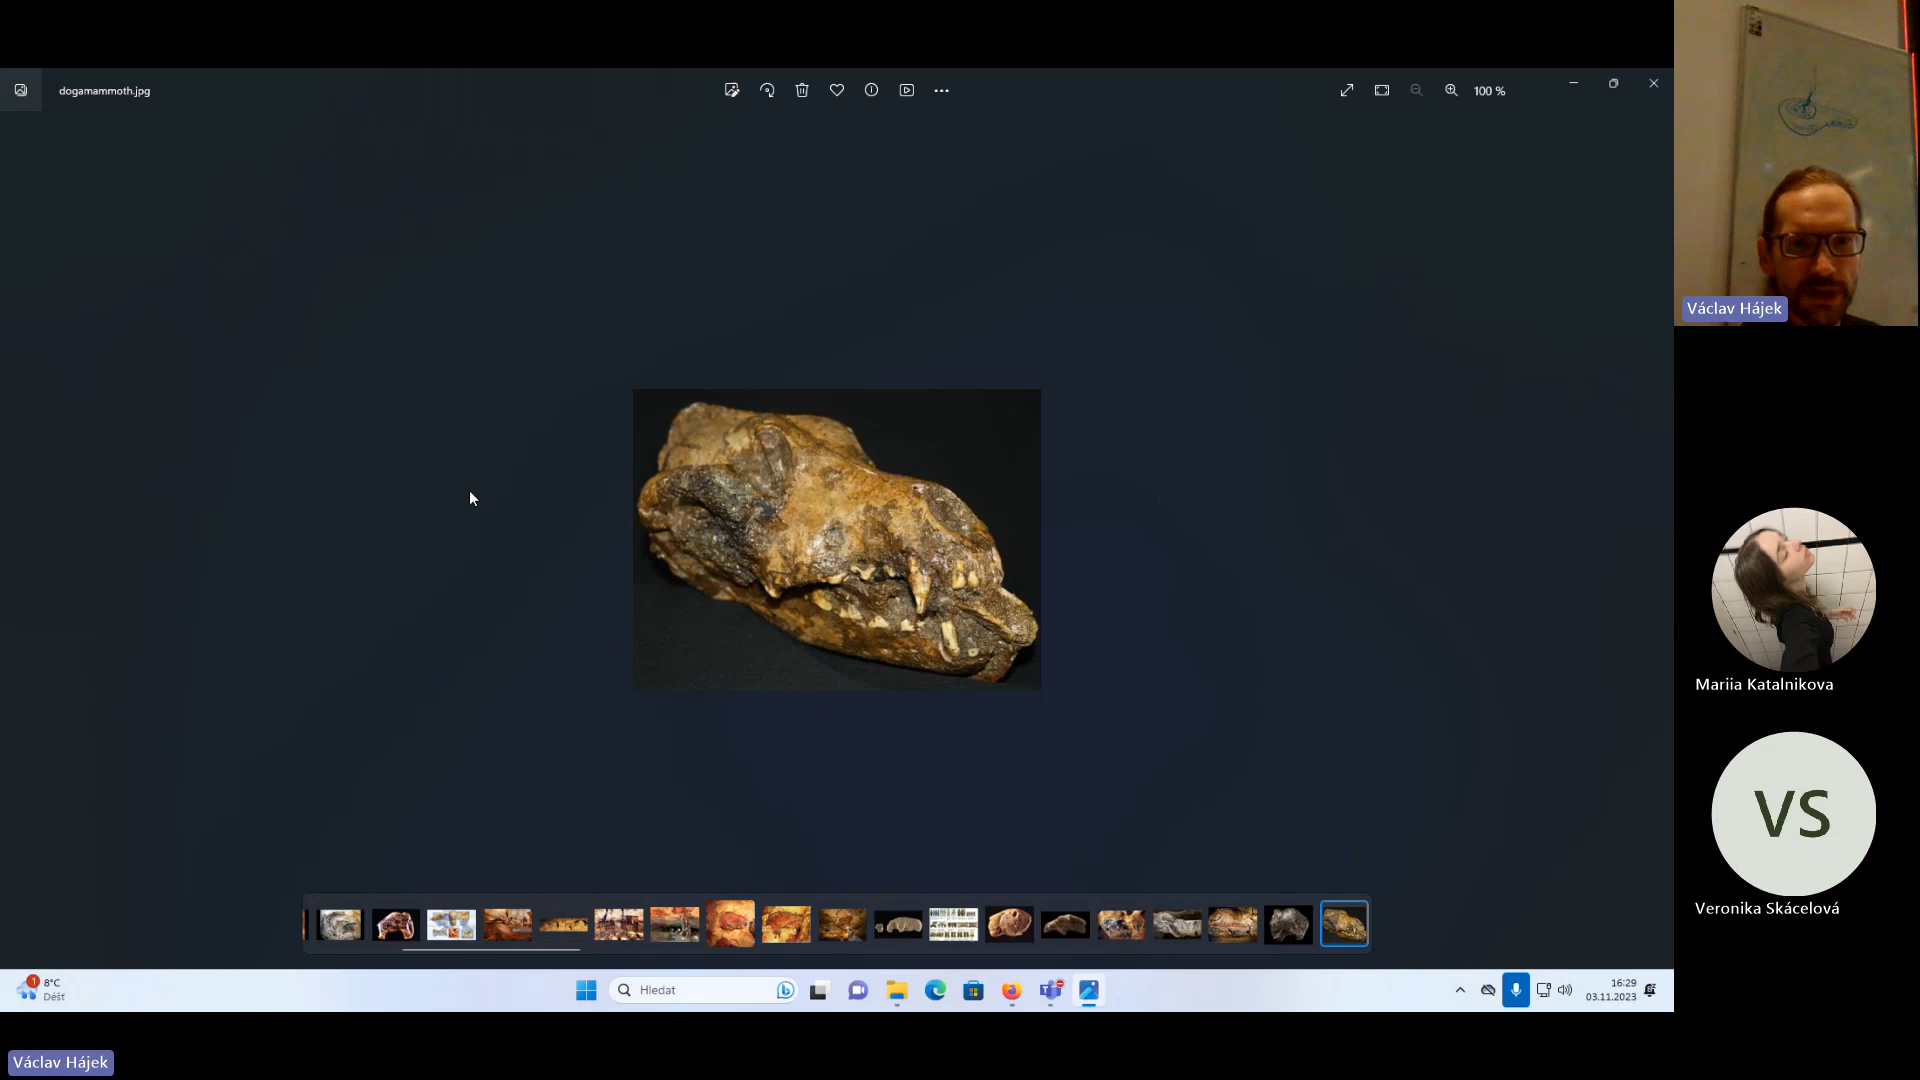 dogamammoth.jpg
100 %
Václav Hájek
Mariia Katalnikova
VS
Veronika Skácelová
1
8°C
Déšť
Hledat
16:29
03.11.2023
Václav Hájek